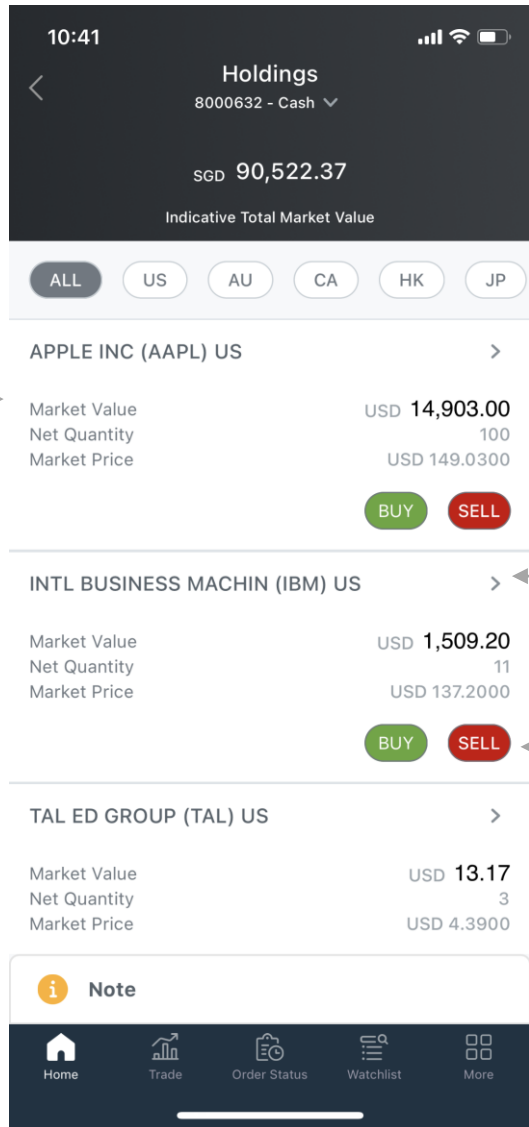 10:41
Holdings
8000632 - Cash
SGD 90,522.37
Indicative Total Market Value
ALL US AU CA HK JP
APPLE INC (AAPL) US
Market Value USD 14,903.00
Net Quantity 100
Market Price USD 149.0300
BUY SELL
INTL BUSINESS MACHIN (IBM) US
Market Value USD 1,509.20
Net Quantity 11
Market Price USD 137.2000
BUY SELL
TAL ED GROUP (TAL) US
Market Value USD 13.17
Net Quantity 3
Market Price USD 4.3900
i Note
Home Trade Order Status Watchlist More